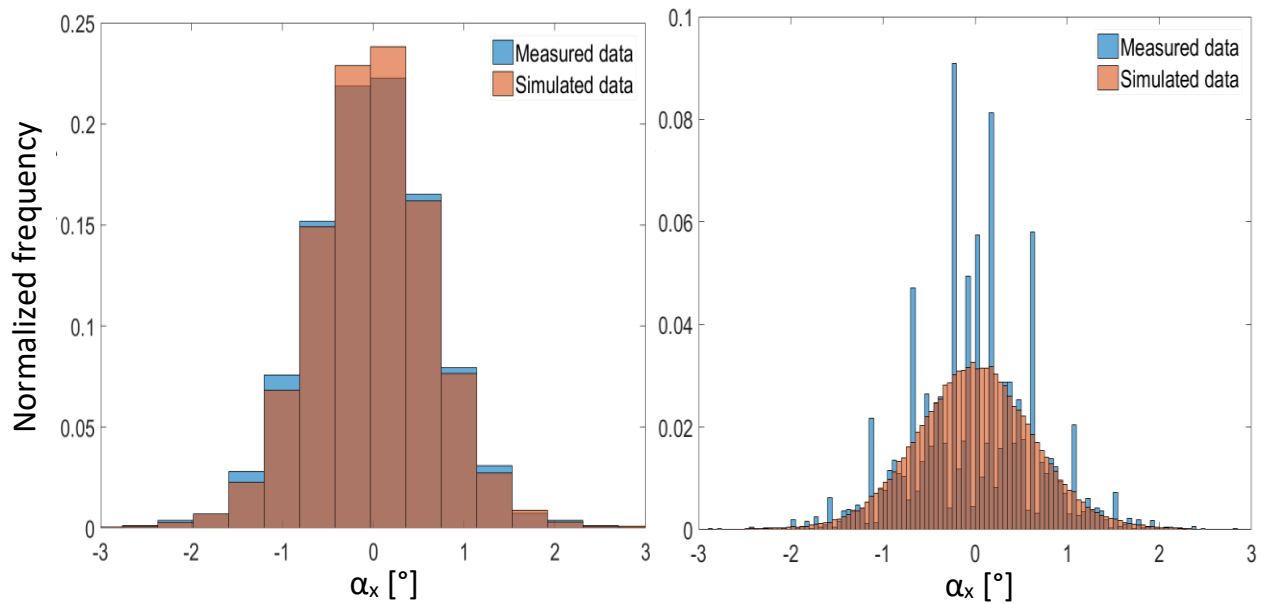 Normalized frequency
0.25
0.2
0.15
0.1
0.05
0
-3 -2 -1 0 1 2 3
αx [°]
Measured data
Simulated data
0.1
0.08
0.06
0.04
0.02
0
-3 -2 -1 0 1 2 3
αx [°]
Measured data
Simulated data